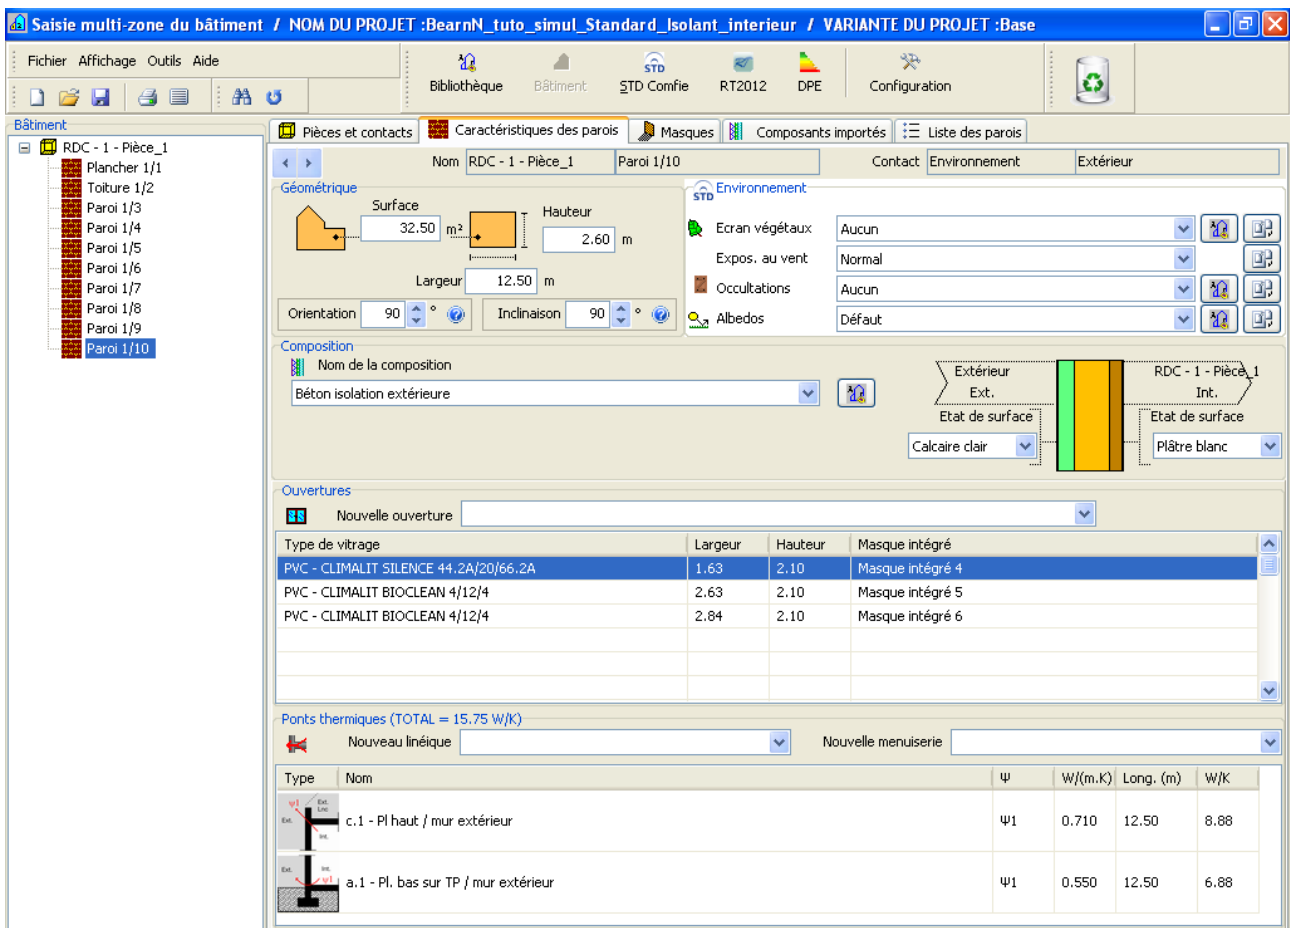 Saisie multi-zone du bâtiment / NOM DU PROJET :BearnN_tuto_simul_Standard_Isolant_interieur / VARIANTE DU PROJET :Base
Fichier Affichage Outils Aide
Bibliothèque Bâtiment STD Comfie RT2012 DPE Configuration
STD
Bâtiment
RDC - 1 - Pièce_1
Plancher 1/1
Toiture 1/2
Paroi 1/3
Paroi 1/4
Paroi 1/5
Paroi 1/6
Paroi 1/7
Paroi 1/8
Paroi 1/9
Paroi 1/10
Pièces et contacts Caractéristiques des parois Masques Composants importés Liste des parois
Nom RDC - 1 - Pièce_1 Paroi 1/10 Contact Environnement Extérieur
Géométrique
Surface
32.50 m²
Hauteur
2.60 m
Largeur 12.50 m
Orientation 90 ° Inclinaison 90 °
STD Environnement
Ecran végétaux Aucun
Expos. au vent Normal
Occultations Aucun
Albedos Défaut
Composition
Nom de la composition
Béton isolation extérieure
Extérieur
Ext.
Etat de surface
Calcaire clair
RDC - 1 - Pièce_1
Int.
Etat de surface
Plâtre blanc
Ouvertures
Nouvelle ouverture
Type de vitrage Largeur Hauteur Masque intégré
PVC - CLIMALIT SILENCE 44.2A/20/66.2A 1.63 2.10 Masque intégré 4
PVC - CLIMALIT BIOCLEAN 4/12/4 2.63 2.10 Masque intégré 5
PVC - CLIMALIT BIOCLEAN 4/12/4 2.84 2.10 Masque intégré 6
Ponts thermiques (TOTAL = 15.75 W/K)
Nouveau linéique Nouvelle menuiserie
Type Nom Ψ W/(m.K) Long. (m) W/K
Ψ1 Ext. Lnc Ext. Int.
c.1 - Pl haut / mur extérieur Ψ1 0.710 12.50 8.88
Ext. Int. Ψ1
a.1 - Pl. bas sur TP / mur extérieur Ψ1 0.550 12.50 6.88